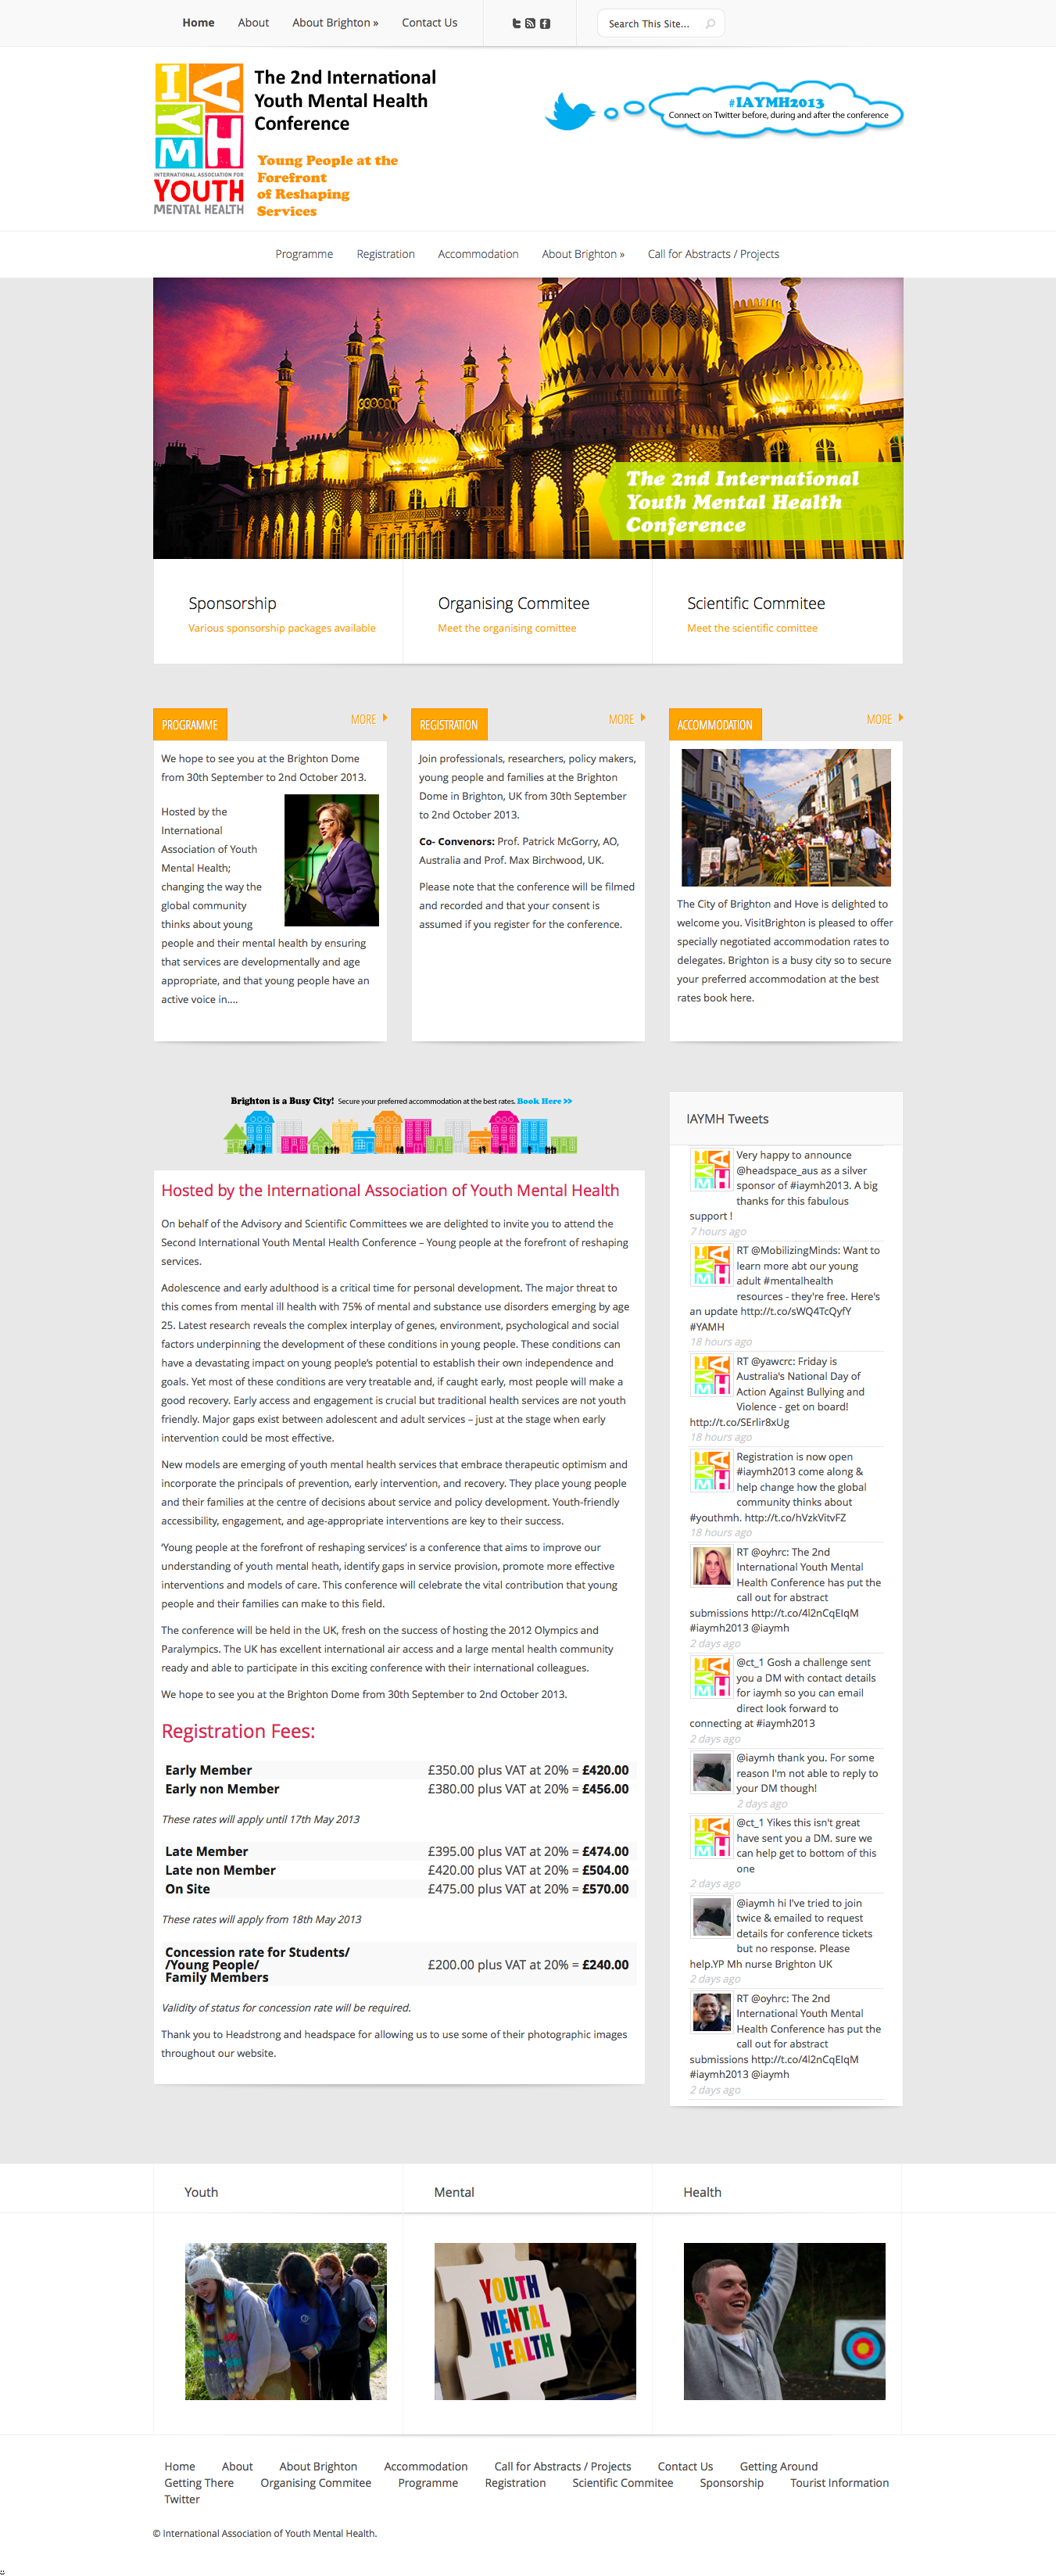 Home About About Brighton » Contact Us Search This Site...
IAYMH
INTERNATIONAL ASSOCIATION FOR
YOUTH
MENTAL HEALTH
The 2nd International
Youth Mental Health
Conference
Young People at the
Forefront
of Reshaping
Services
#IAYMH2013
Connect on Twitter before, during and after the conference
Programme Registration Accommodation About Brighton » Call for Abstracts / Projects
The 2nd International
Youth Mental Health
Conference
Sponsorship
Various sponsorship packages available
Organising Commitee
Meet the organising comittee
Scientific Commitee
Meet the scientific comittee
PROGRAMME MORE
We hope to see you at the Brighton Dome
from 30th September to 2nd October 2013.
Hosted by the
International
Association of Youth
Mental Health;
changing the way the
global community
thinks about young
people and their mental health by ensuring
that services are developmentally and age
appropriate, and that young people have an
active voice in....
REGISTRATION MORE
Join professionals, researchers, policy makers,
young people and families at the Brighton
Dome in Brighton, UK from 30th September
to 2nd October 2013.
Co- Convenors: Prof. Patrick McGorry, AO,
Australia and Prof. Max Birchwood, UK.
Please note that the conference will be filmed
and recorded and that your consent is
assumed if you register for the conference.
ACCOMMODATION MORE
The City of Brighton and Hove is delighted to
welcome you. VisitBrighton is pleased to offer
specially negotiated accommodation rates to
delegates. Brighton is a busy city so to secure
your preferred accommodation at the best
rates book here.
Brighton is a Busy City! Secure your preferred accommodation at the best rates. Book Here >>
Hosted by the International Association of Youth Mental Health
On behalf of the Advisory and Scientific Committees we are delighted to invite you to attend the
Second International Youth Mental Health Conference – Young people at the forefront of reshaping
services.
Adolescence and early adulthood is a critical time for personal development. The major threat to
this comes from mental ill health with 75% of mental and substance use disorders emerging by age
25. Latest research reveals the complex interplay of genes, environment, psychological and social
factors underpinning the development of these conditions in young people. These conditions can
have a devastating impact on young people's potential to establish their own independence and
goals. Yet most of these conditions are very treatable and, if caught early, most people will make a
good recovery. Early access and engagement is crucial but traditional health services are not youth
friendly. Major gaps exist between adolescent and adult services – just at the stage when early
intervention could be most effective.
New models are emerging of youth mental health services that embrace therapeutic optimism and
incorporate the principals of prevention, early intervention, and recovery. They place young people
and their families at the centre of decisions about service and policy development. Youth-friendly
accessibility, engagement, and age-appropriate interventions are key to their success.
'Young people at the forefront of reshaping services' is a conference that aims to improve our
understanding of youth mental heath, identify gaps in service provision, promote more effective
interventions and models of care. This conference will celebrate the vital contribution that young
people and their families can make to this field.
The conference will be held in the UK, fresh on the success of hosting the 2012 Olympics and
Paralympics. The UK has excellent international air access and a large mental health community
ready and able to participate in this exciting conference with their international colleagues.
We hope to see you at the Brighton Dome from 30th September to 2nd October 2013.
Registration Fees:
Early Member £350.00 plus VAT at 20% = £420.00
Early non Member £380.00 plus VAT at 20% = £456.00
These rates will apply until 17th May 2013
Late Member £395.00 plus VAT at 20% = £474.00
Late non Member £420.00 plus VAT at 20% = £504.00
On Site £475.00 plus VAT at 20% = £570.00
These rates will apply from 18th May 2013
Concession rate for Students/
/Young People/
Family Members £200.00 plus VAT at 20% = £240.00
Validity of status for concession rate will be required.
Thank you to Headstrong and headspace for allowing us to use some of their photographic images
throughout our website.
IAYMH Tweets
Very happy to announce
@headspace_aus as a silver
sponsor of #iaymh2013. A big
thanks for this fabulous
support !
7 hours ago
RT @MobilizingMinds: Want to
learn more abt our young
adult #mentalhealth
resources - they're free. Here's
an update http://t.co/sWQ4TcQyfY
#YAMH
18 hours ago
RT @yawcrc: Friday is
Australia's National Day of
Action Against Bullying and
Violence - get on board!
http://t.co/SErlir8xUg
18 hours ago
Registration is now open
#iaymh2013 come along &
help change how the global
community thinks about
#youthmh. http://t.co/hVzkVitvFZ
18 hours ago
RT @oyhrc: The 2nd
International Youth Mental
Health Conference has put the
call out for abstract
submissions http://t.co/4l2nCqEIqM
#iaymh2013 @iaymh
2 days ago
@ct_1 Gosh a challenge sent
you a DM with contact details
for iaymh so you can email
direct look forward to
connecting at #iaymh2013
2 days ago
@iaymh thank you. For some
reason I'm not able to reply to
your DM though!
2 days ago
@ct_1 Yikes this isn't great
have sent you a DM. sure we
can help get to bottom of this
one
2 days ago
@iaymh hi I've tried to join
twice & emailed to request
details for conference tickets
but no response. Please
help.YP Mh nurse Brighton UK
2 days ago
RT @oyhrc: The 2nd
International Youth Mental
Health Conference has put the
call out for abstract
submissions http://t.co/4l2nCqEIqM
#iaymh2013 @iaymh
2 days ago
Youth Mental Health
YOUTH
MENTAL
HEALTH
Home About About Brighton Accommodation Call for Abstracts / Projects Contact Us Getting Around
Getting There Organising Commitee Programme Registration Scientific Commitee Sponsorship Tourist Information
Twitter
© International Association of Youth Mental Health.